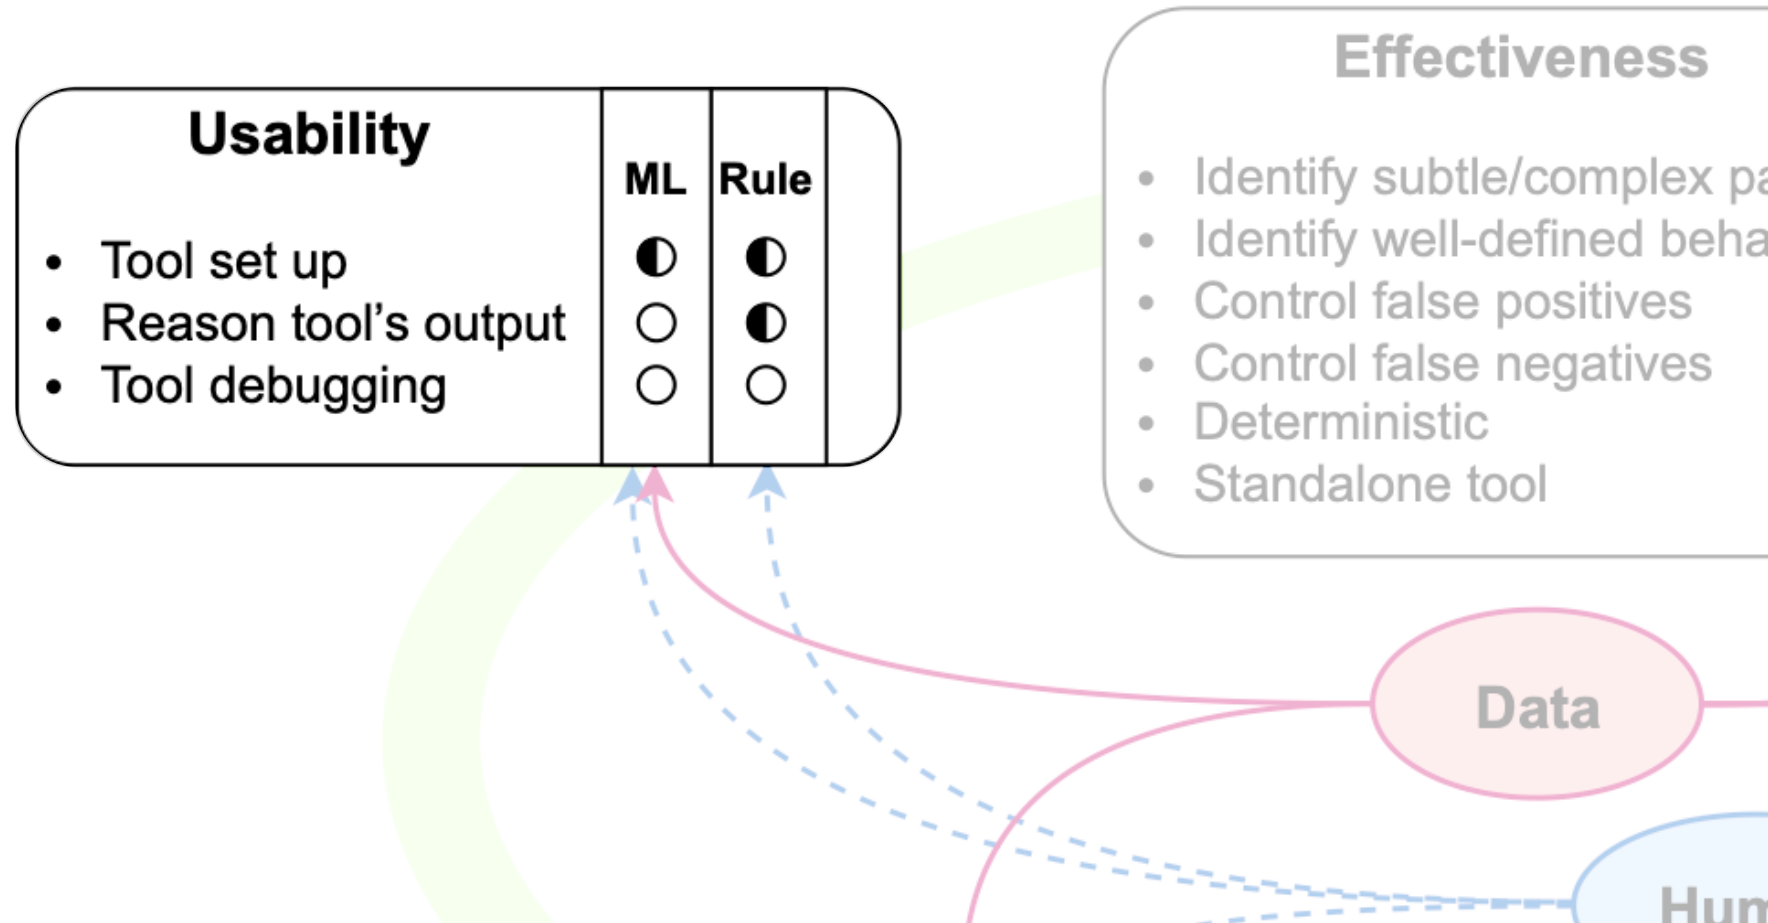 Usability
ML
Rule
• Tool set up
• Reason tool’s output
• Tool debugging
Effectiveness
• Identify subtle/complex
• Identify well-defined
• Control false positives
• Control false negatives
• Deterministic
• Standalone tool
Data